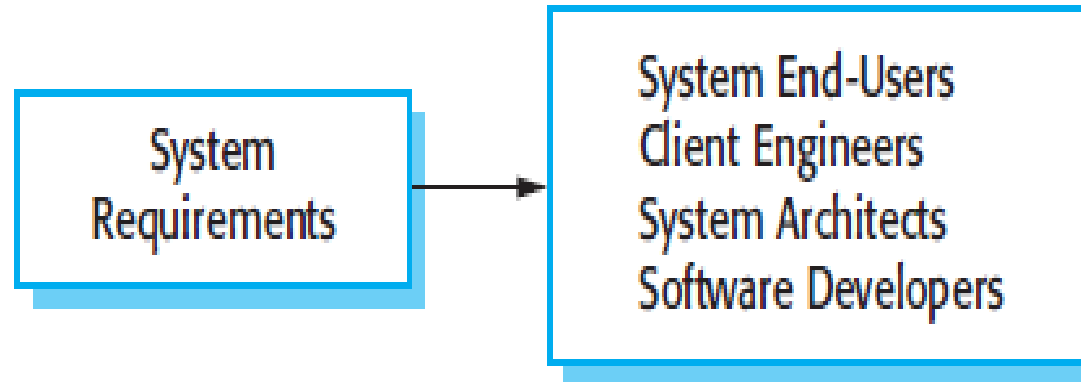 System
Requirements
System End-Users
Client Engineers
System Architects
Software Developers